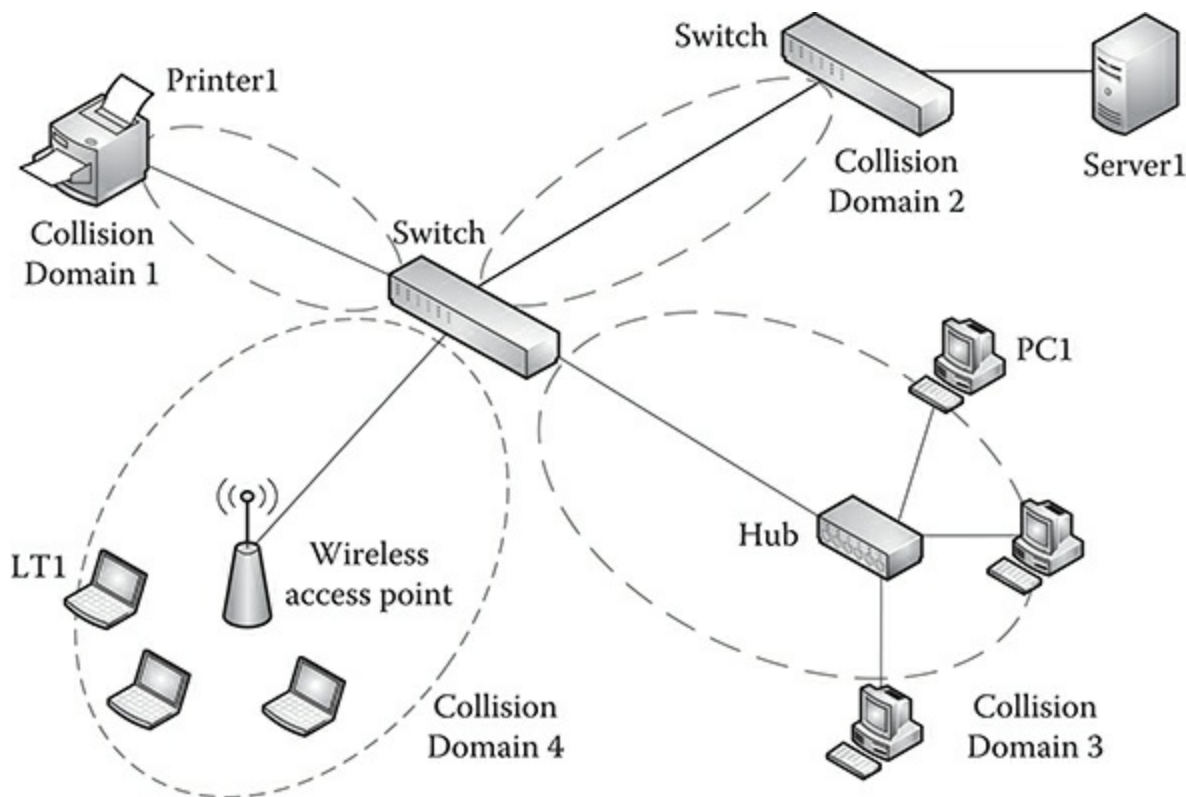 Printer1
Collision
Domain 1
Switch
Switch
Collision
Domain 2
Server1
PC1
Hub
Collision
Domain 3
LT1
Wireless
access point
Collision
Domain 4